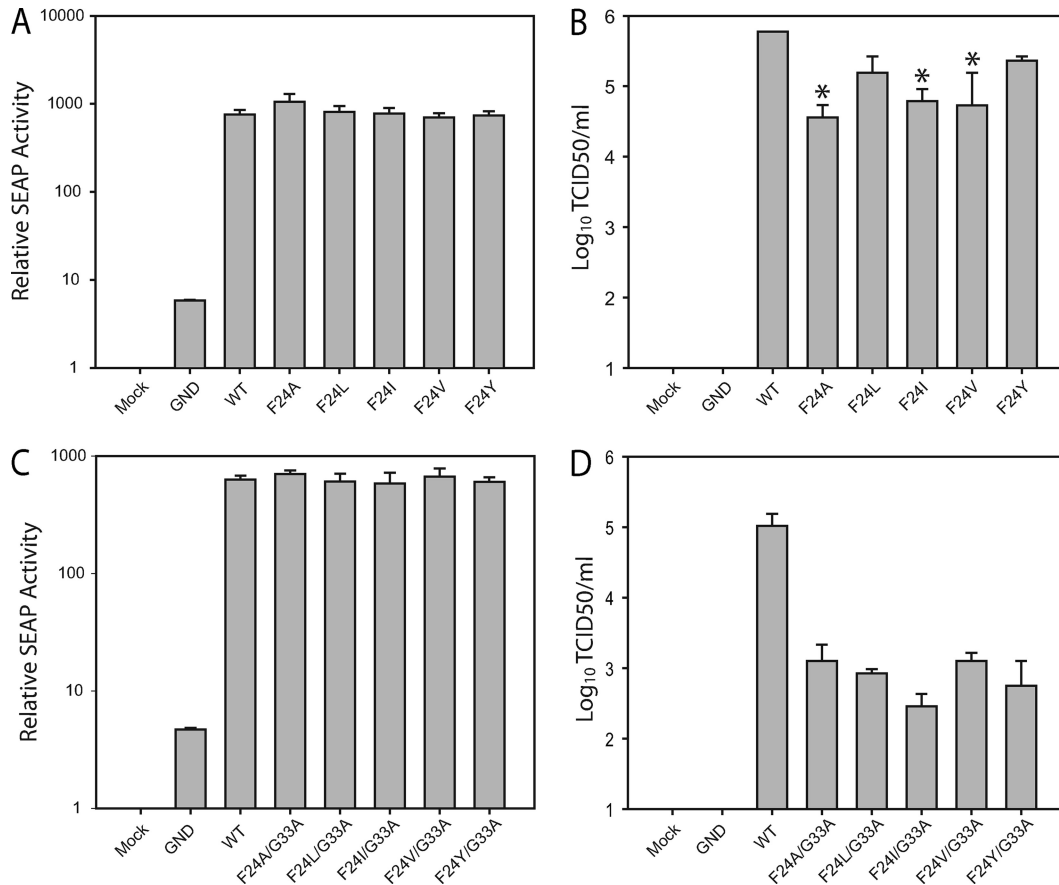 A
Relative SEAP Activity
10000
1000
100
10
1
Mock
GND
WT
F24A
F24L
F24I
F24V
F24Y
B
Log₁₀ TCID50/ml
6
5
4
3
2
1
*
*
*
Mock
GND
WT
F24A
F24L
F24I
F24V
F24Y
C
Relative SEAP Activity
1000
100
10
1
Mock
GND
WT
F24A/G33A
F24L/G33A
F24I/G33A
F24V/G33A
F24Y/G33A
D
Log₁₀ TCID50/ml
6
5
4
3
2
1
Mock
GND
WT
F24A/G33A
F24L/G33A
F24I/G33A
F24V/G33A
F24Y/G33A